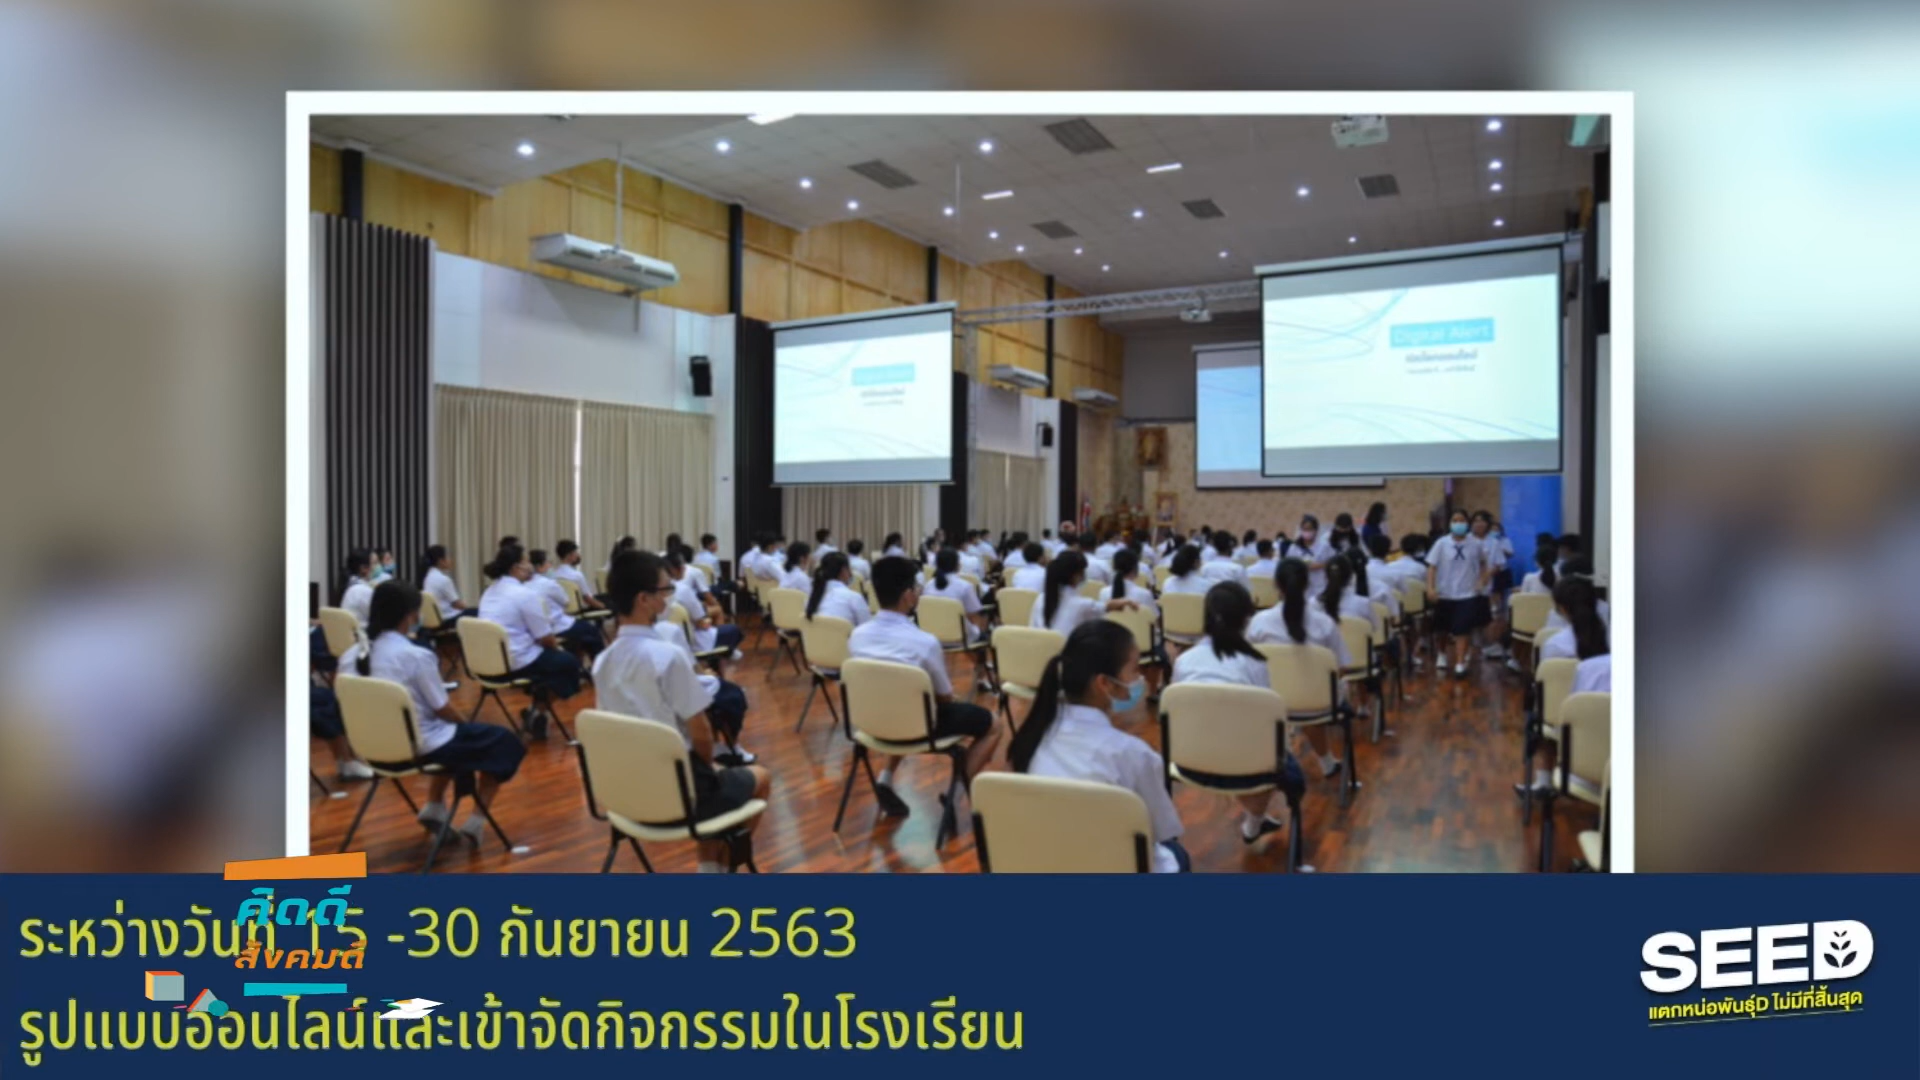 Digital Alert
ระหว่างวันที่ 15 -30 กันยายน 2563
รูปแบบออนไลน์และเข้าจัดกิจกรรมในโรงเรียน
คิดดี
สังคมดี
SEED
แตกหน่อพันธุ์D ไม่มีที่สิ้นสุด